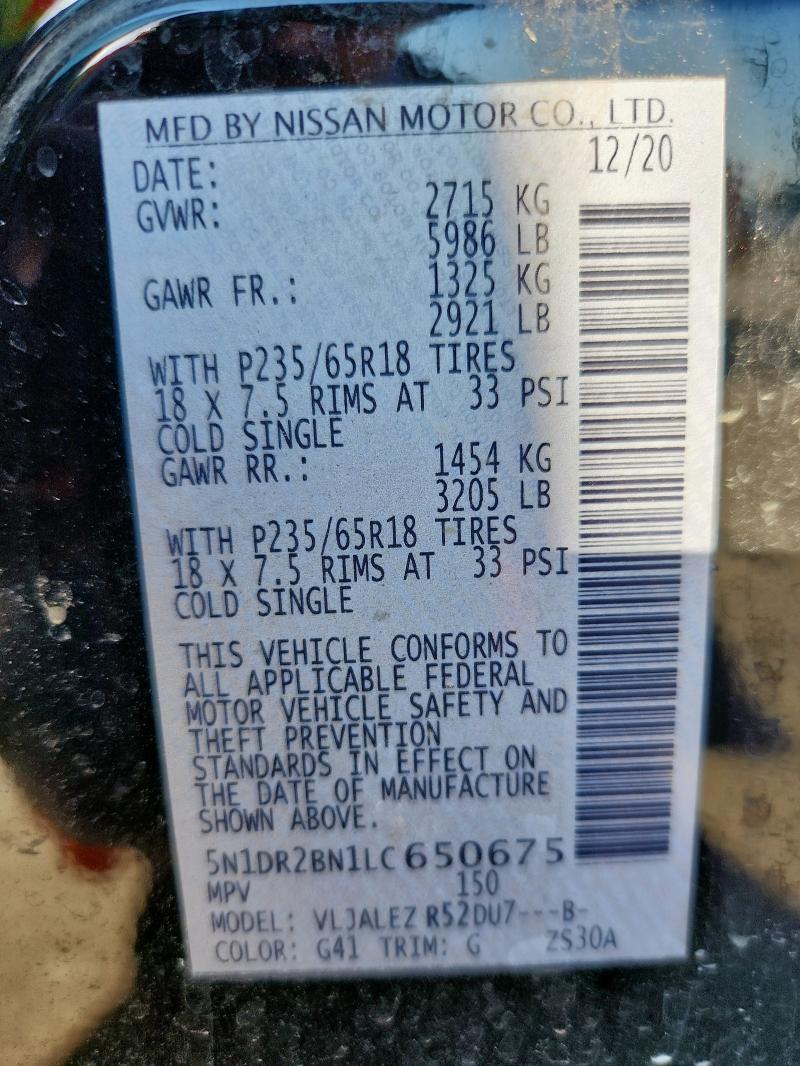 MFD BY NISSAN MOTOR CO., LTD.
DATE: 12/20
GVWR: 2715 KG
5986 LB
GAWR FR.: 1325 KG
2921 LB
WITH P235/65R18 TIRES
18 X 7.5 RIMS AT 33 PSI
COLD SINGLE
GAWR RR.: 1454 KG
3205 LB
WITH P235/65R18 TIRES
18 X 7.5 RIMS AT 33 PSI
COLD SINGLE
THIS VEHICLE CONFORMS TO
ALL APPLICABLE FEDERAL
MOTOR VEHICLE SAFETY AND
THEFT PREVENTION
STANDARDS IN EFFECT ON
THE DATE OF MANUFACTURE
SHOWN ABOVE.
5N1DR2BN1LC650675
MPV 150
MODEL: VLJALEZ R52DU7---B-
COLOR: G41 TRIM: G ZS30A